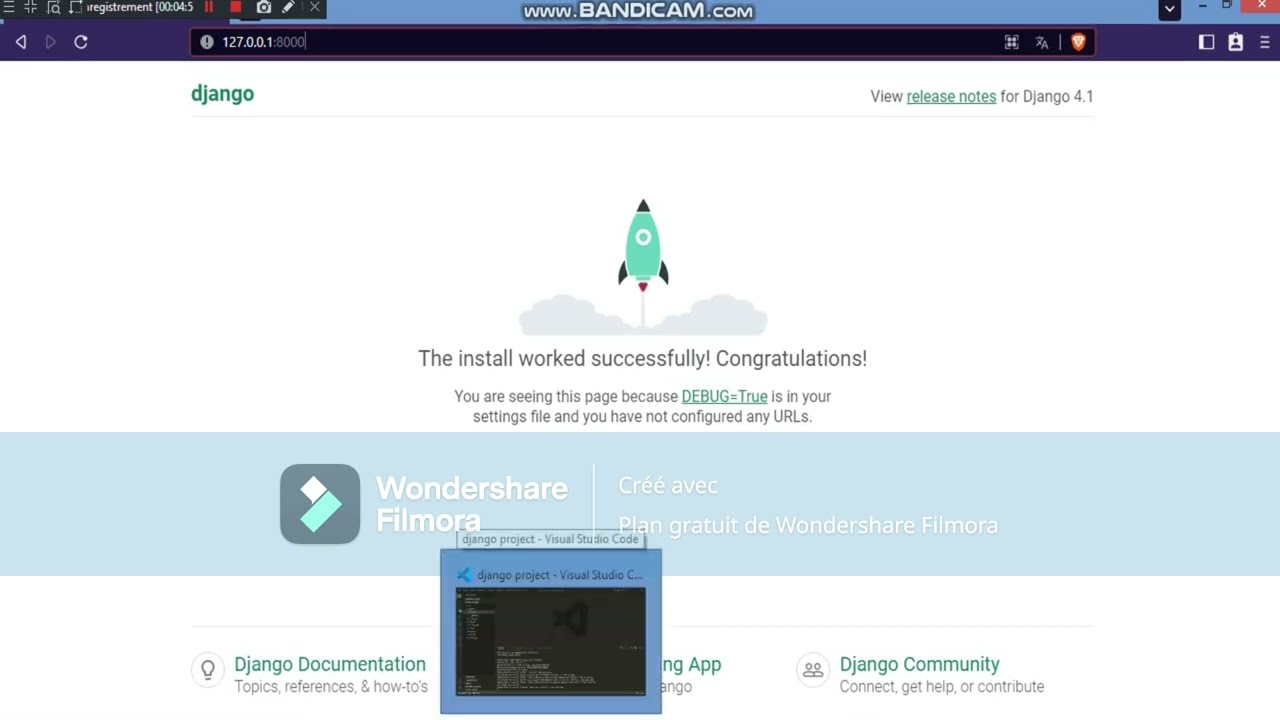 ıregistrement [00:04:5
www.BANDICAM.com
127.0.0.1:8000
django
View release notes for Django 4.1
The install worked successfully! Congratulations!
You are seeing this page because DEBUG=True is in your
settings file and you have not configured any URLs.
Wondershare
Filmora
Créé avec
Plan gratuit de Wondershare Filmora
django project - Visual Studio Code
django project - Visual Studio C...
Django Documentation
Topics, references, & how-to's
ng App
ango
Django Community
Connect, get help, or contribute